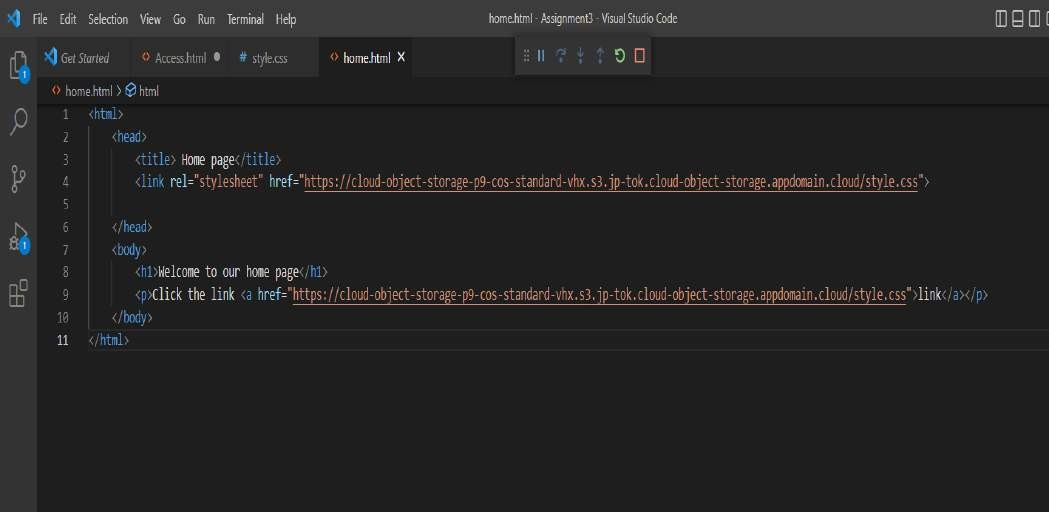 File Edit Selection View Go Run Terminal Help home.html - Assignment3 - Visual Studio Code
Get Started Access.html # style.css home.html X
home.html > html
1 <html>
2 <head>
3 <title> Home page</title>
4 <link rel="stylesheet" href="https://cloud-object-storage-p9-cos-standard-vhx.s3.jp-tok.cloud-object-storage.appdomain.cloud/style.css">
5
6 </head>
7 <body>
8 <h1>Welcome to our home page</h1>
9 <p>Click the link <a href="https://cloud-object-storage-p9-cos-standard-vhx.s3.jp-tok.cloud-object-storage.appdomain.cloud/style.css">link</a></p>
10 </body>
11 </html>
1
1